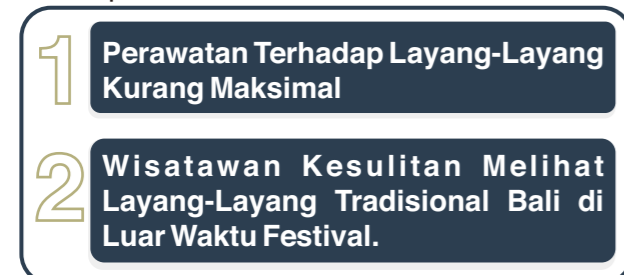 1
Perawatan Terhadap Layang-Layang
Kurang Maksimal
2
Wisatawan Kesulitan Melihat
Layang-Layang Tradisional Bali di
Luar Waktu Festival.